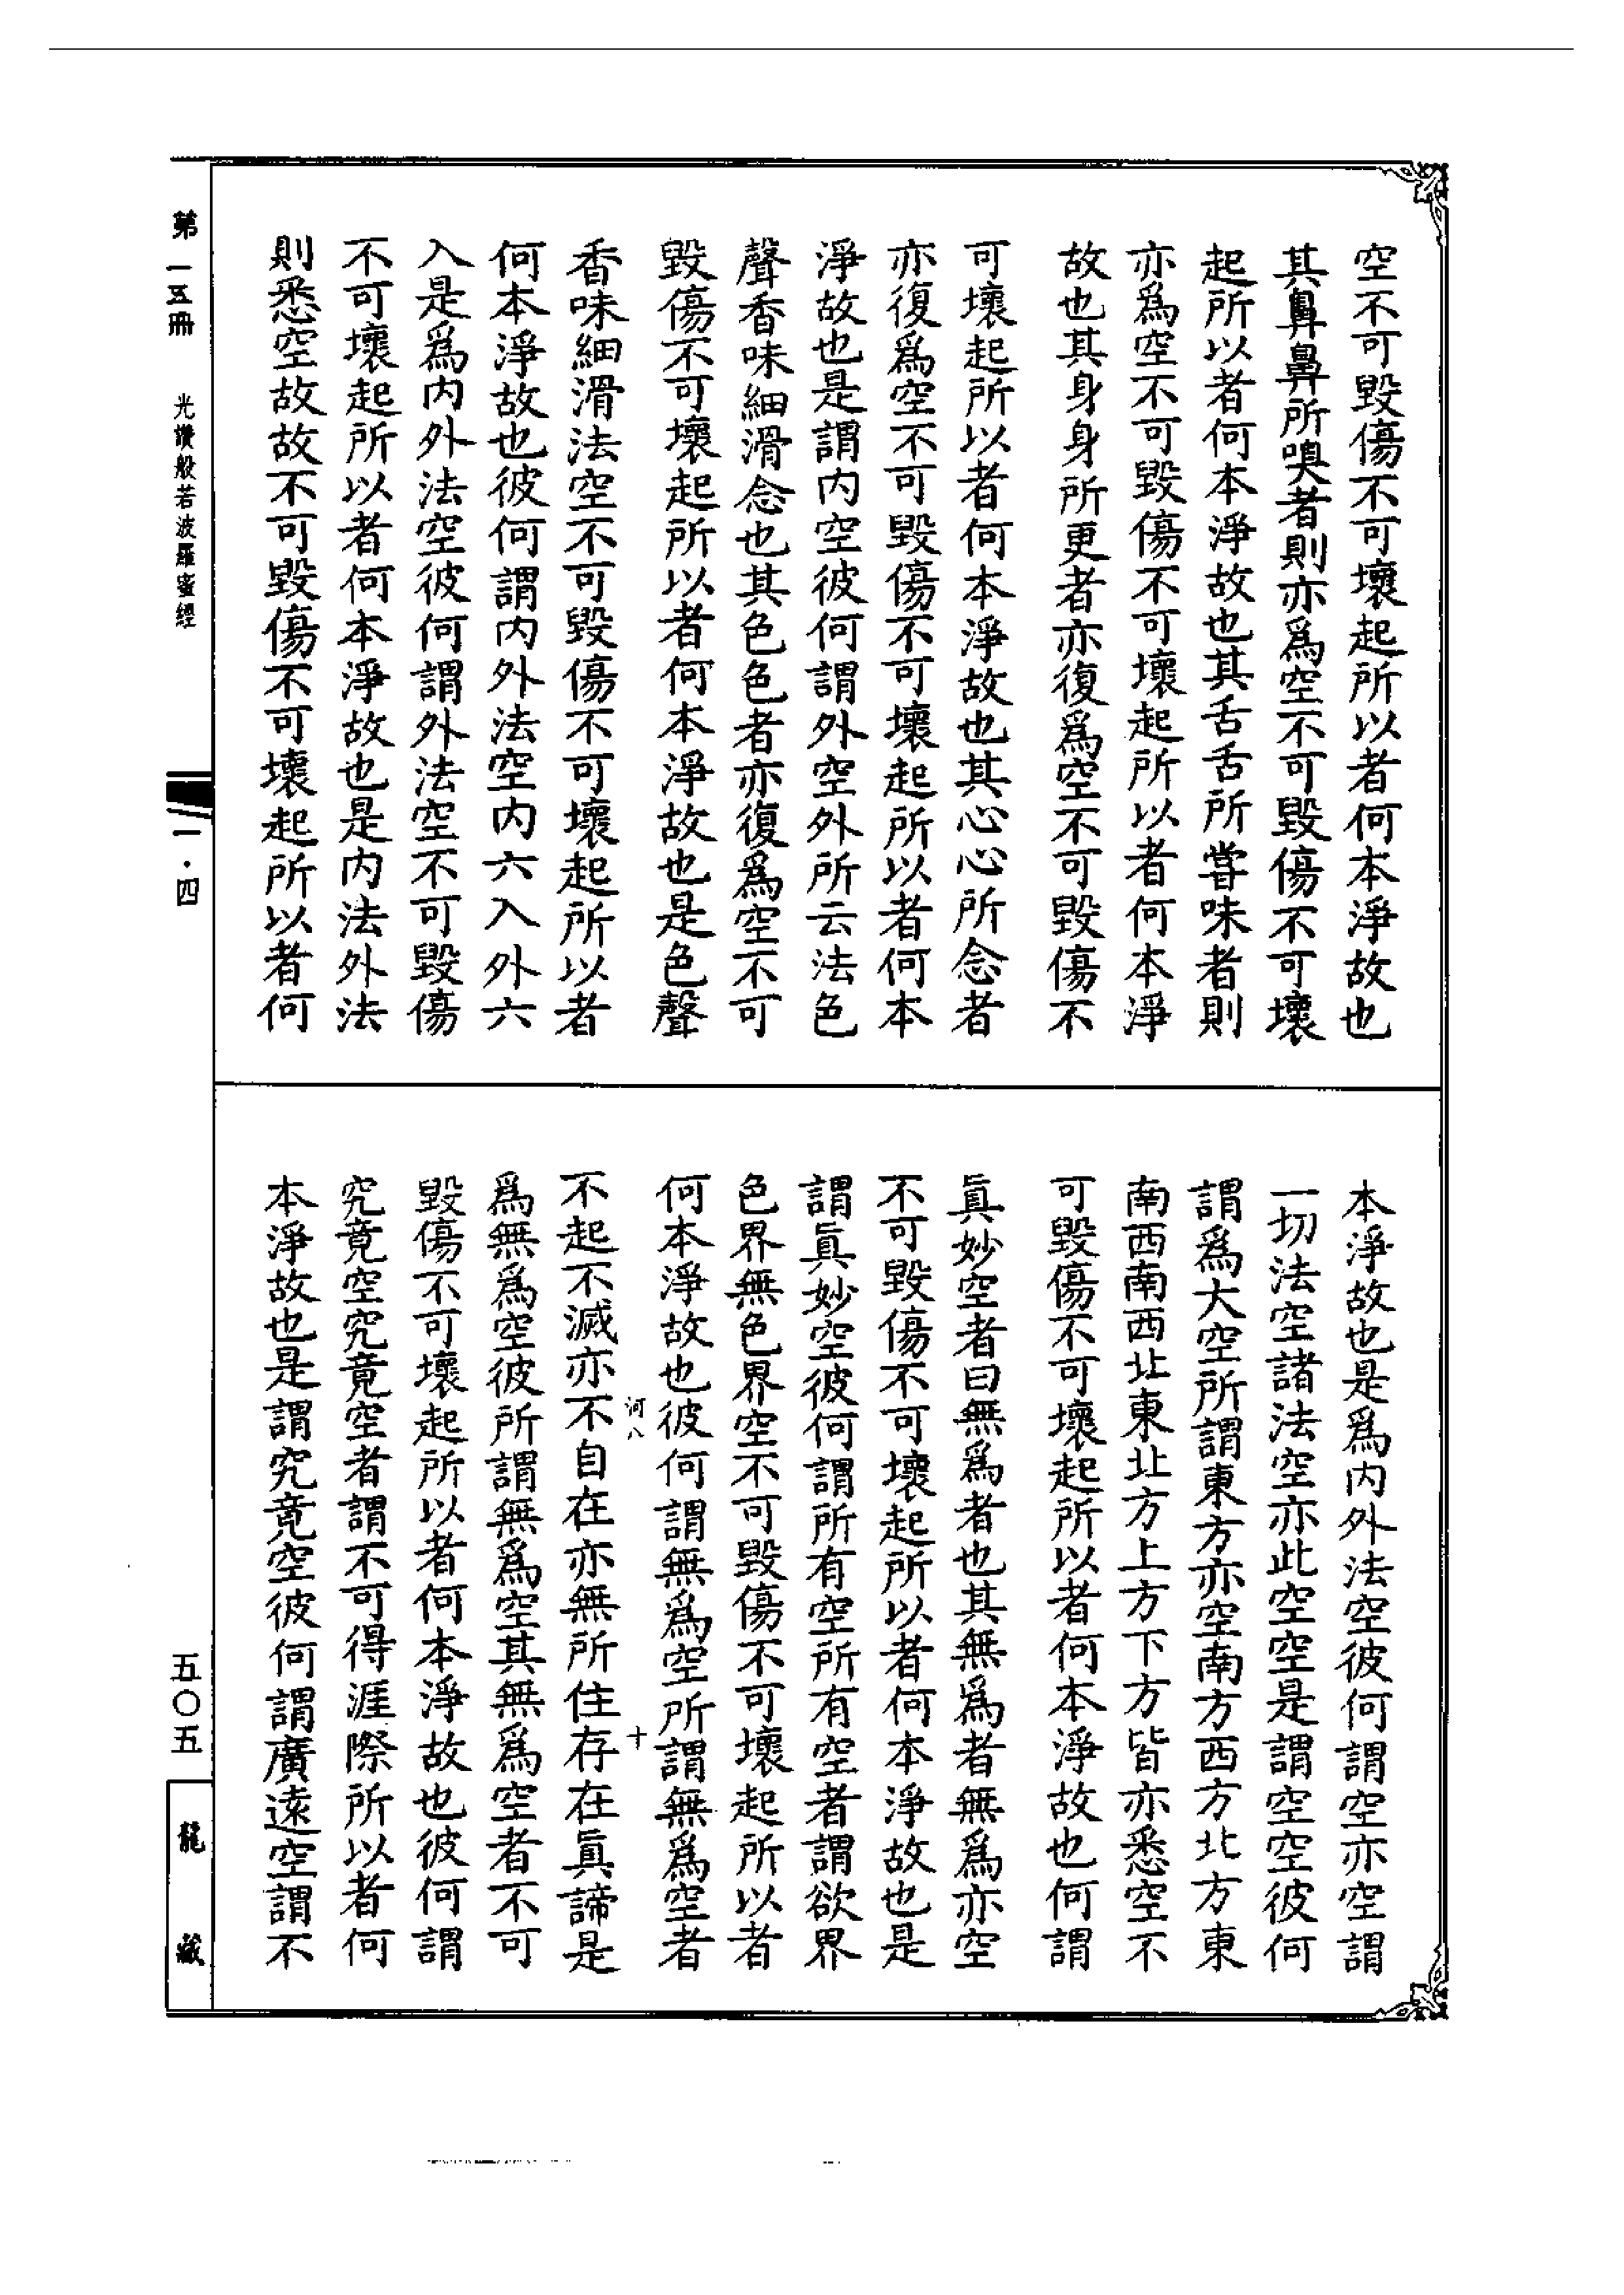 空不可毀傷不可壞起所以者何本淨故也
其鼻鼻所嗅者則亦爲空不可毀傷不可壞
起所以者何本淨故也其舌舌所甞味者則
亦爲空不可毀傷不可壞起所以者何本淨
故也其身身所更者亦復爲空不可毀傷不
可壞起所以者何本淨故也其心心所念者
亦復爲空不可毀傷不可壞起所以者何本
淨故也是謂内空彼何謂外空外所云法色
聲香味細滑念也其色色者亦復爲空不可
毀傷不可壞起所以者何本淨故也是色聲
香味細滑法空不可毀傷不可壞起所以者
何本淨故也彼何謂内外法空内六入外六
入是爲内外法空彼何謂外法空不可毀傷
不可壞起所以者何本淨故也是内法外法
則悉空故故不可毀傷不可壞起所以者何
本淨故也是爲内外法空彼何謂空亦空謂
一切法空諸法空亦此空空是謂空空彼何
謂爲大空所謂東方亦空南方西方北方東
南西南西北東北方上方下方皆亦悉空不
可毀傷不可壞起所以者何本淨故也何謂
眞妙空者曰無爲者也其無爲者無爲亦空
不可毀傷不可壞起所以者何本淨故也是
謂眞妙空彼何謂所有空所有空者謂欲界
色界無色界空不可毀傷不可壞起所以者
何本淨故也彼何謂無爲空所謂無爲空者
河八 十
不起不滅亦不自在亦無所住存在眞諦是
爲無爲空彼所謂無爲空其無爲空者不可
毀傷不可壞起所以者何本淨故也彼何謂
究竟空究竟空者謂不可得涯際所以者何
本淨故也是謂究竟空彼何謂廣遠空謂不
第一五冊 光讚般若波羅蜜經
一·四
五〇五
龍藏